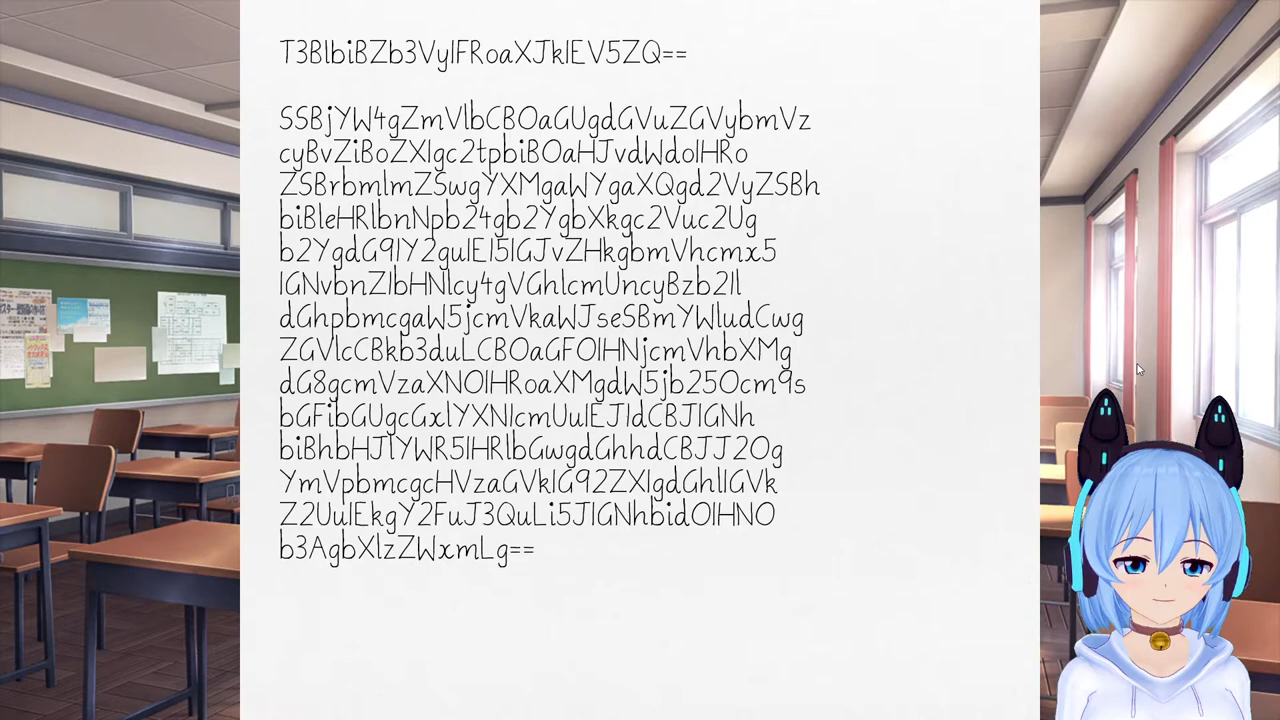 T3BlbiBZb3VyIFRoaXJkIEV5ZQ==
SSBjYW4gZmVlbCB0aGUgdGVuZGVybmVz
cyBvZiBoZXIgc2tpbiB0aHJvdWdoIHRo
ZSBrbmlmZSwgYXMgaWYgaXQgd2VyZSBh
biBleHRlbnNpb24gb2YgbXkgc2Vuc2Ug
b2YgdG91Y2guIE15IGJvZHkgbmVhcmx5
IGNvbnZ1bHNlcy4gVGhlcmUncyBzb21l
dGhpbmcgaW5jcmVkaWJseSBmYWludCwg
ZGVlcCBkb3duLCB0aGF0IHNjcmVhbXMg
dG8gcmVzaXN0IHRoaXMgdW5jb250cm9s
bGFibGUgcGxlYXN1cmUuIEJ1dCBJIGNh
biBhbHJlYWR5IHRlbGwgdGhhdCBJJ20g
YmVpbmcgcHVzaGVkIG92ZXIgdGhlIGVk
Z2UuIEkgY2FuJ3QuLi5JIGNhbid0IHN0
b3AgbXlzZWxmLg==